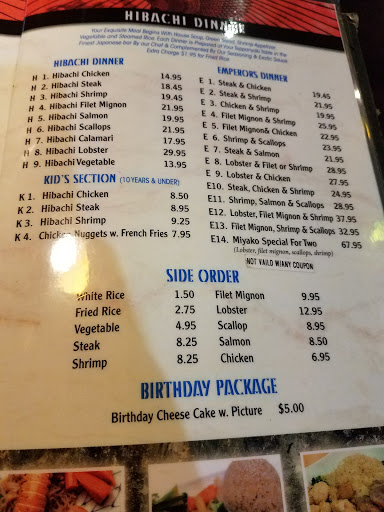 HIBACHI DINNER
Your Exquisite Meal Begins With House Soup, Green Salad, Shrimp Appetizer,
Vegetable and Steamed Rice. Each Dinner is Prepared at Your Teppanyaki Table in the
Finest Japanese Bar By our Chef & Complemented By Our Seasoning & Exotic Sauce.
Extra Charge $1.95 for Fried Rice
HIBACHI DINNER
H 1. Hibachi Chicken 14.95
H 2. Hibachi Steak 18.45
H 3. Hibachi Shrimp 19.45
H 4. Hibachi Filet Mignon 21.95
H 5. Hibachi Salmon 19.95
H 6. Hibachi Scallops 21.95
H 7. Hibachi Calamari 17.95
H 8. Hibachi Lobster 29.95
H 9. Hibachi Vegetable 13.95
KID'S SECTION (10 YEARS & UNDER)
K 1. Hibachi Chicken 8.50
K 2. Hibachi Steak 8.95
K 3. Hibachi Shrimp 9.25
K 4. Chicken Nuggets w. French Fries 7.95
EMPEROR'S DINNER
E 1. Steak & Chicken 19.45
E 2. Steak & Shrimp 21.95
E 3. Chicken & Shrimp 19.95
E 4. Filet Mignon & Shrimp 25.95
E 5. Filet Mignon& Chicken 22.95
E 6. Shrimp & Scallops 23.95
E 7. Steak & Salmon 21.95
E 8. Lobster & Filet or Shrimp 28.95
E 9. Lobster & Chicken 27.95
E10. Steak, Chicken & Shrimp 24.95
E11. Shrimp, Salmon & Scallops 28.95
E12. Lobster, Filet Mignon & Shrimp 37.95
E13. Filet Mignon, Shrimp & Scallops 32.95
E14. Miyako Special For Two 67.95
(Lobster, filet mignon, scallops, shrimp)
NOT VAILD W/ANY COUPON
SIDE ORDER
White Rice 1.50 Filet Mignon 9.95
Fried Rice 2.75 Lobster 12.95
Vegetable 4.95 Scallop 8.95
Steak 8.25 Salmon 8.50
Shrimp 8.25 Chicken 6.95
BIRTHDAY PACKAGE
Birthday Cheese Cake w. Picture $5.00